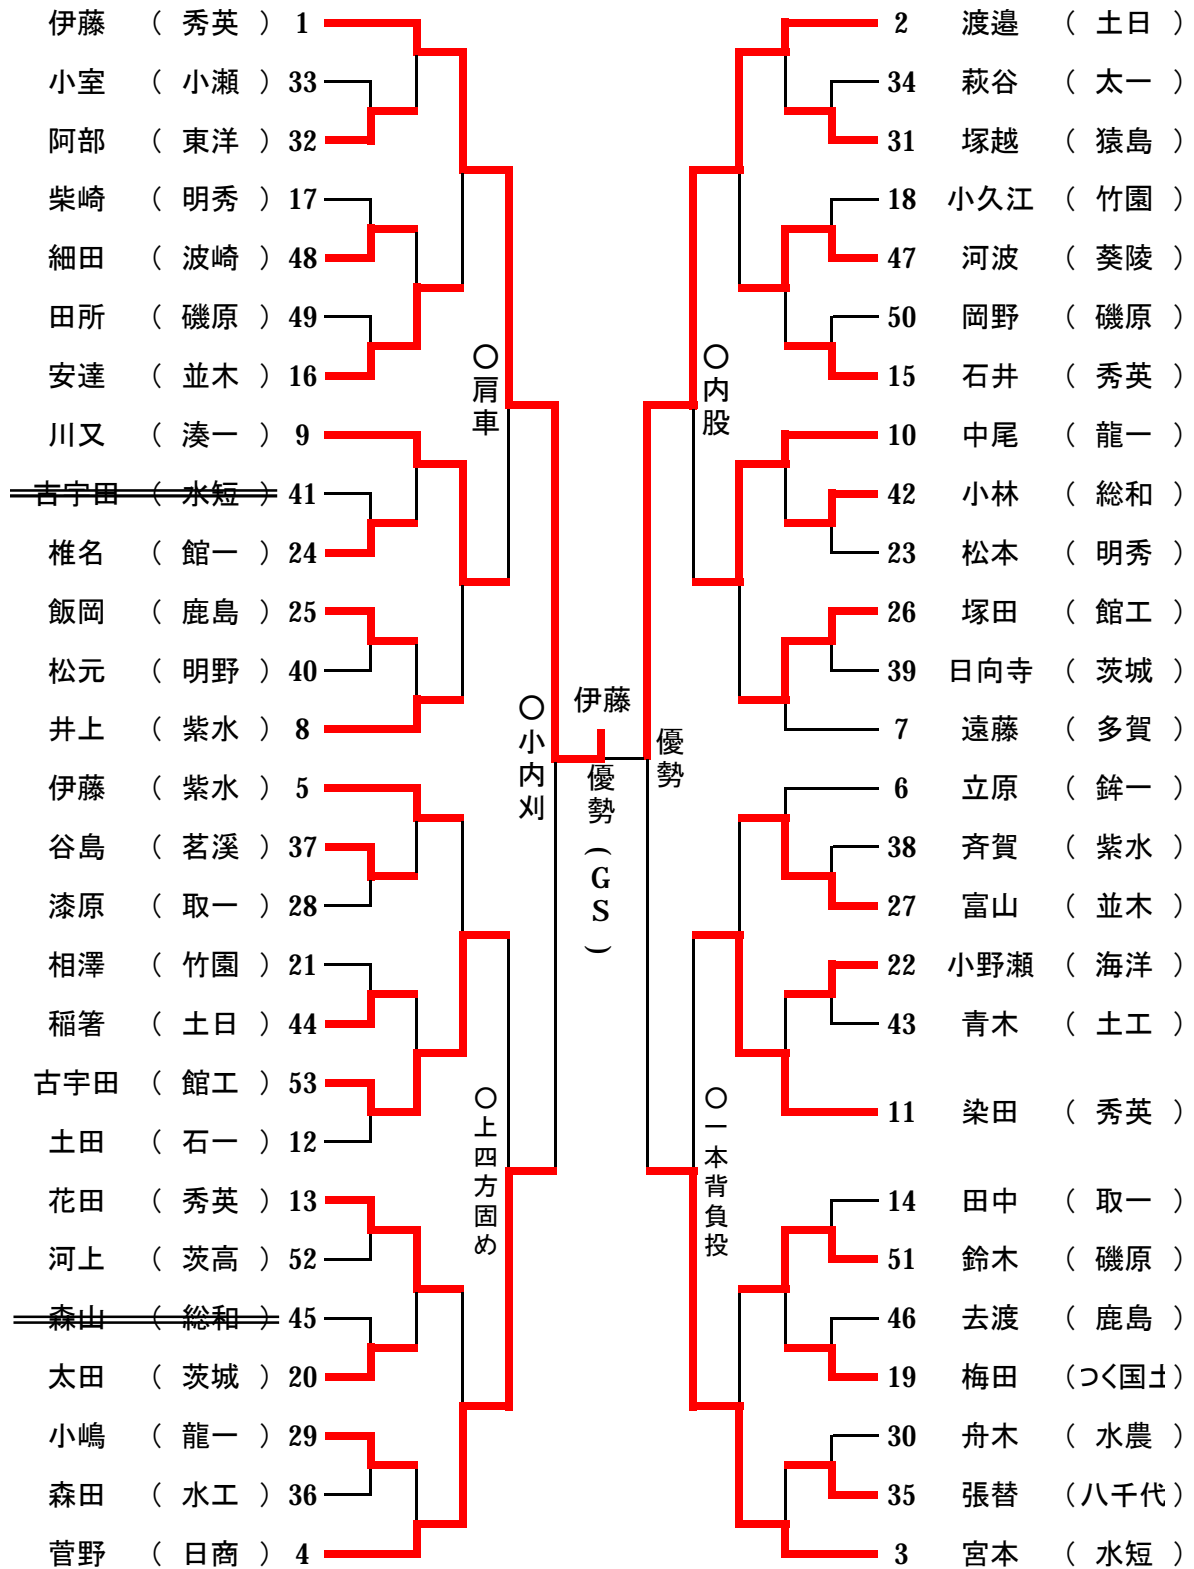 伊藤 （ 秀英 ） 1
小室 （ 小瀬 ） 33
阿部 （ 東洋 ） 32
柴崎 （ 明秀 ） 17
細田 （ 波崎 ） 48
田所 （ 磯原 ） 49
安達 （ 並木 ） 16
川又 （ 湊一 ） 9
古宇田 （ 水短 ） 41
椎名 （ 館一 ） 24
飯岡 （ 鹿島 ） 25
松元 （ 明野 ） 40
井上 （ 紫水 ） 8
伊藤 （ 紫水 ） 5
谷島 （ 茗溪 ） 37
漆原 （ 取一 ） 28
相澤 （ 竹園 ） 21
稲箸 （ 土日 ） 44
古宇田 （ 館工 ） 53
土田 （ 石一 ） 12
花田 （ 秀英 ） 13
河上 （ 茨高 ） 52
森山 （ 総和 ） 45
太田 （ 茨城 ） 20
小嶋 （ 龍一 ） 29
森田 （ 水工 ） 36
菅野 （ 日商 ） 4
〇肩車
〇上四方固め
〇小内刈
伊藤
優勢（GS）
優勢
〇内股
〇一本背負投
2 渡邉 （ 土日 ）
34 萩谷 （ 太一 ）
31 塚越 （ 猿島 ）
18 小久江 （ 竹園 ）
47 河波 （ 葵陵 ）
50 岡野 （ 磯原 ）
15 石井 （ 秀英 ）
10 中尾 （ 龍一 ）
42 小林 （ 総和 ）
23 松本 （ 明秀 ）
26 塚田 （ 館工 ）
39 日向寺 （ 茨城 ）
7 遠藤 （ 多賀 ）
6 立原 （ 鉾一 ）
38 斉賀 （ 紫水 ）
27 富山 （ 並木 ）
22 小野瀬 （ 海洋 ）
43 青木 （ 土工 ）
11 染田 （ 秀英 ）
14 田中 （ 取一 ）
51 鈴木 （ 磯原 ）
46 去渡 （ 鹿島 ）
19 梅田 （つく国土）
30 舟木 （ 水農 ）
35 張替 （八千代）
3 宮本 （ 水短 ）